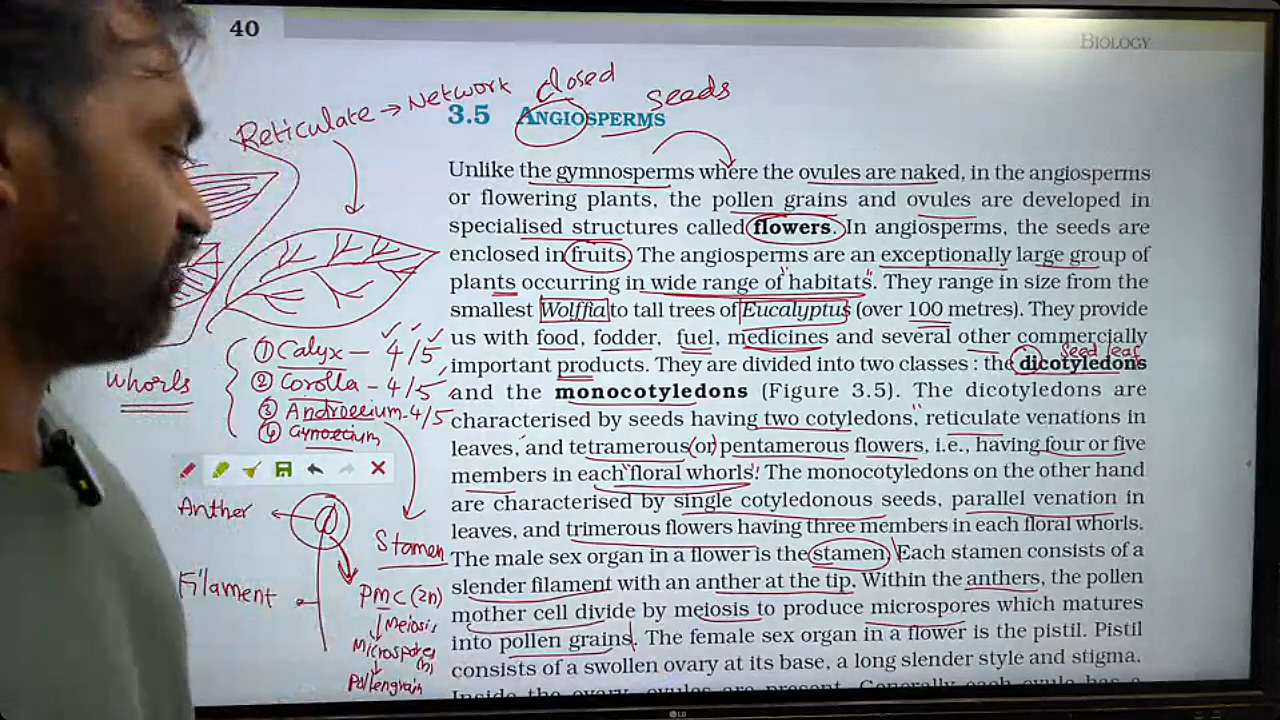 40
BIOLOGY
closed
seeds
Reticulate → Network
3.5 ANGIOSPERMS
Unlike the gymnosperms where the ovules are naked, in the angiosperms
or flowering plants, the pollen grains and ovules are developed in
specialised structures called flowers. In angiosperms, the seeds are
enclosed in fruits. The angiosperms are an exceptionally large group of
plants occurring in wide range of habitats. They range in size from the
smallest Wolffia to tall trees of Eucalyptus (over 100 metres). They provide
us with food, fodder, fuel, medicines and several other commercially
seed leaf
important products. They are divided into two classes : the dicotyledons
and the monocotyledons (Figure 3.5). The dicotyledons are
characterised by seeds having two cotyledons, reticulate venations in
leaves, and tetramerous or pentamerous flowers, i.e., having four or five
members in each floral whorls. The monocotyledons on the other hand
are characterised by single cotyledonous seeds, parallel venation in
leaves, and trimerous flowers having three members in each floral whorls.
The male sex organ in a flower is the stamen. Each stamen consists of a
slender filament with an anther at the tip. Within the anthers, the pollen
mother cell divide by meiosis to produce microspores which matures
into pollen grains. The female sex organ in a flower is the pistil. Pistil
consists of a swollen ovary at its base, a long slender style and stigma.
Inside the ovary, ovules are present. Generally each ovule has a
whorls
① Calyx – 4/5
② Corolla – 4/5
③ Androecium - 4/5
④ Gynoecium
Anther
Filament
Stamen
PMC (2n)
↓ Meiosis
Microspores
(n)
↓
Pollengrain
LG